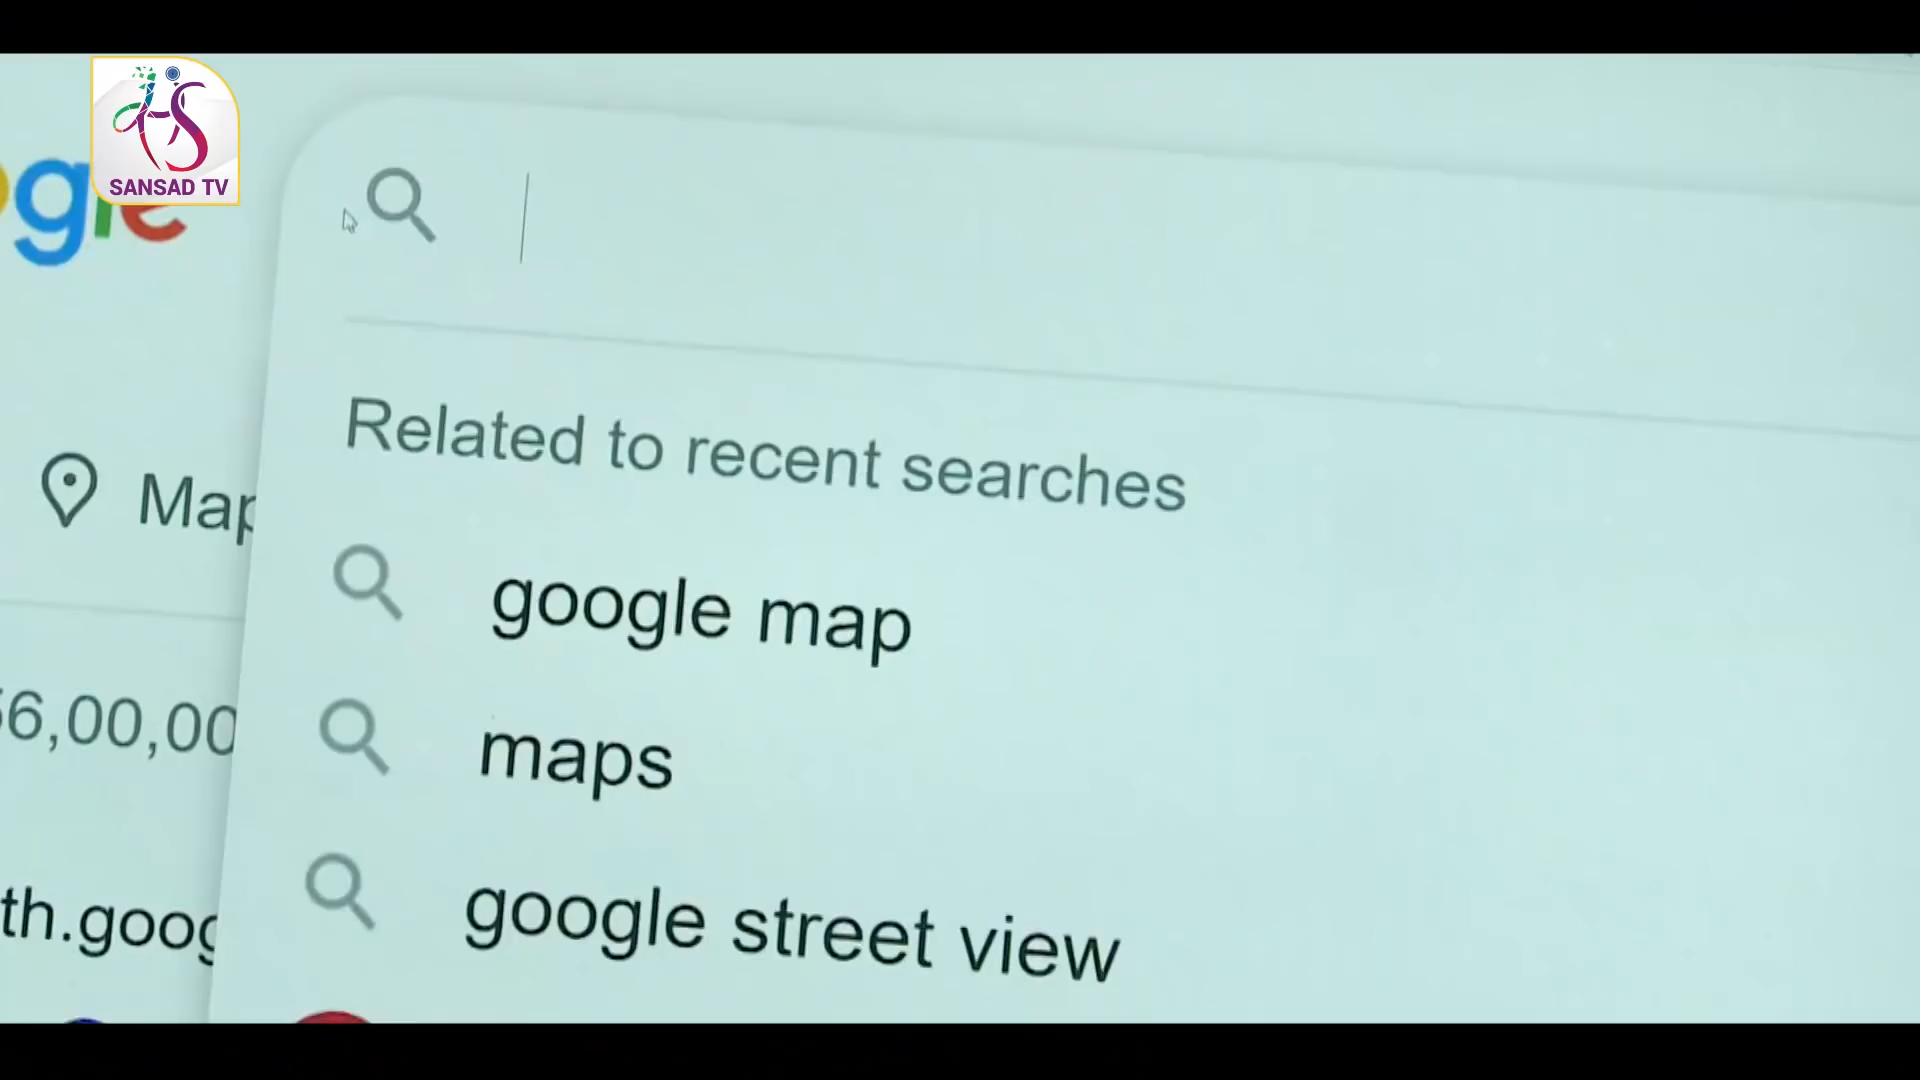 SANSAD TV
gle
Related to recent searches
Map
google map
6,00,00
maps
th.goog
google street view